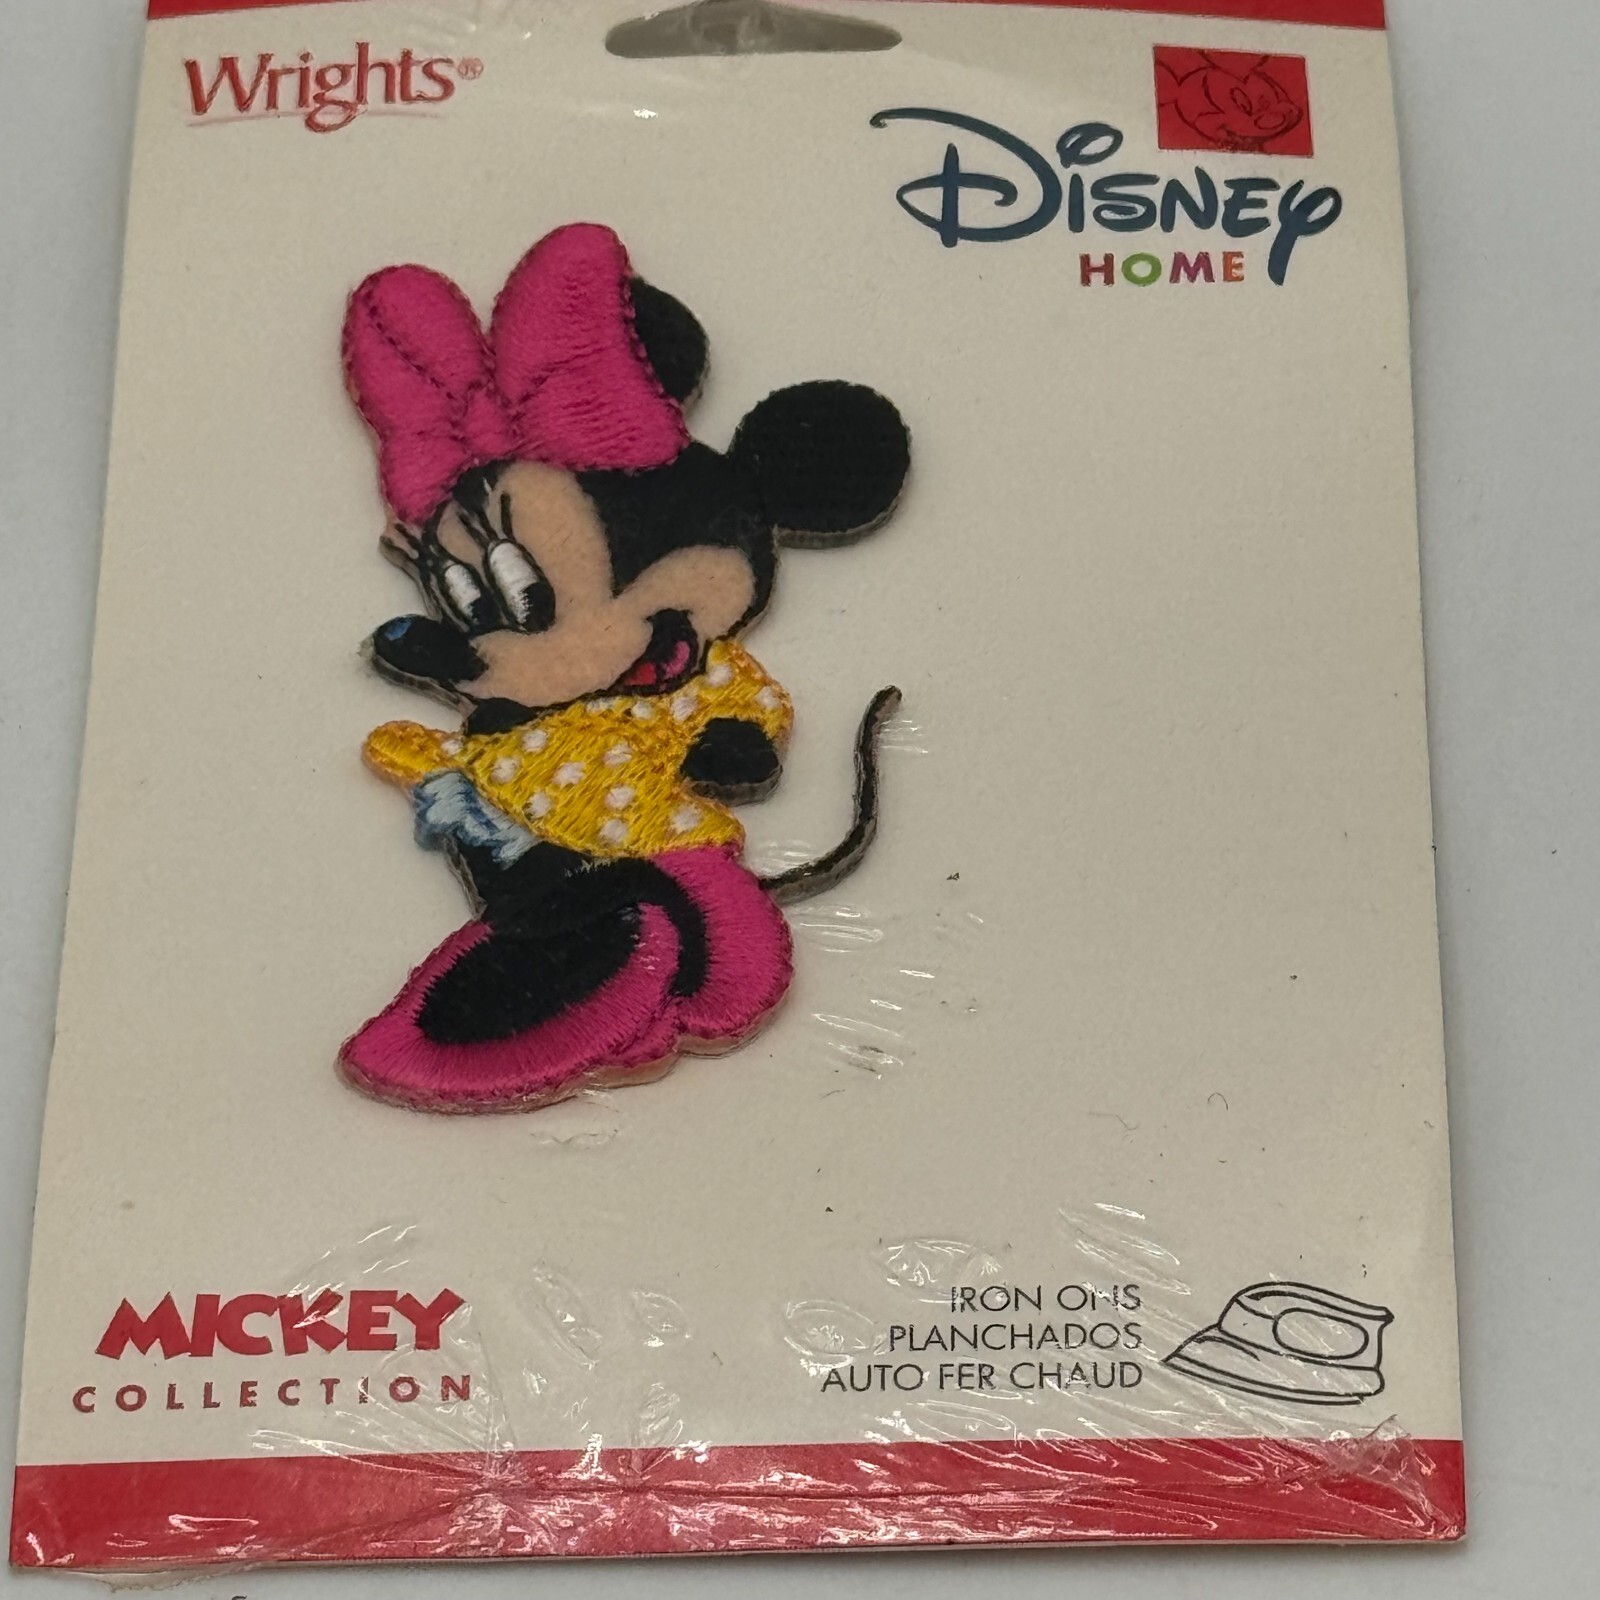 Wrights®
Disney
HOME
MICKEY
COLLECTION
IRON ONS
PLANCHADOS
AUTO FER CHAUD